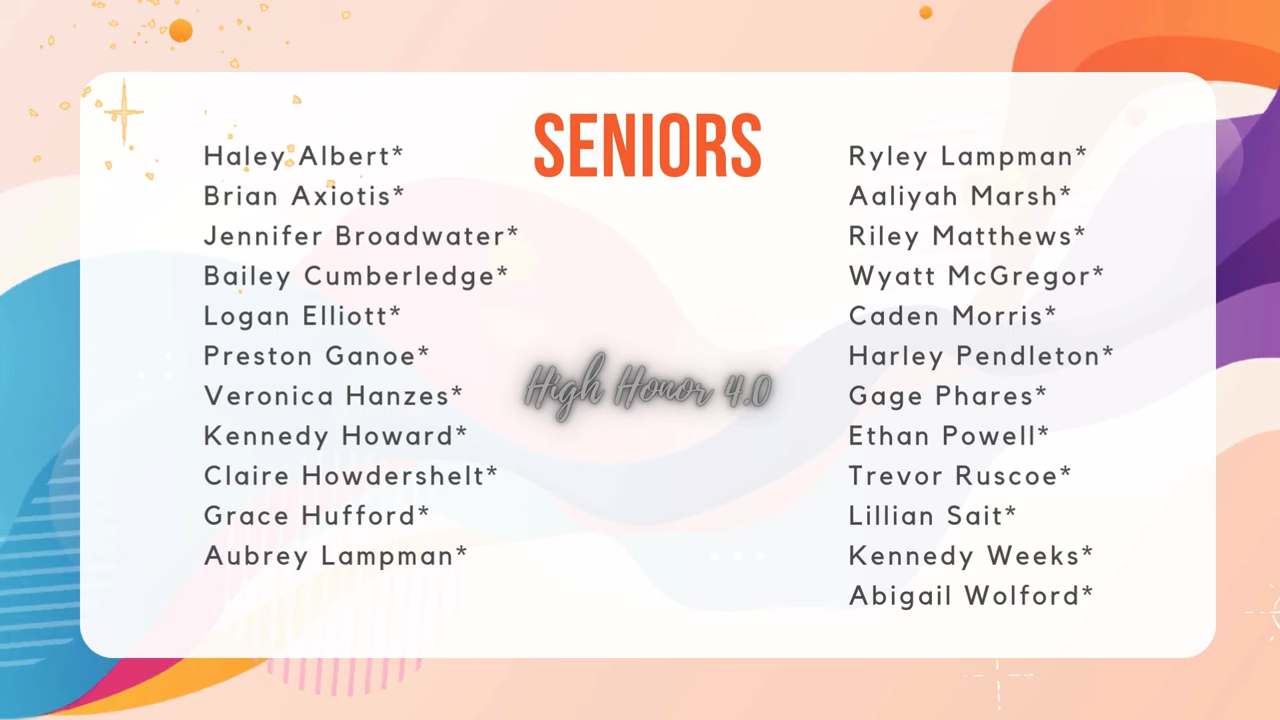 SENIORS
Haley Albert*
Brian Axiotis*
Jennifer Broadwater*
Bailey Cumberledge*
Logan Elliott*
Preston Ganoe*
Veronica Hanzes*
Kennedy Howard*
Claire Howdershelt*
Grace Hufford*
Aubrey Lampman*
High Honor 4.0
Ryley Lampman*
Aaliyah Marsh*
Riley Matthews*
Wyatt McGregor*
Caden Morris*
Harley Pendleton*
Gage Phares*
Ethan Powell*
Trevor Ruscoe*
Lillian Sait*
Kennedy Weeks*
Abigail Wolford*